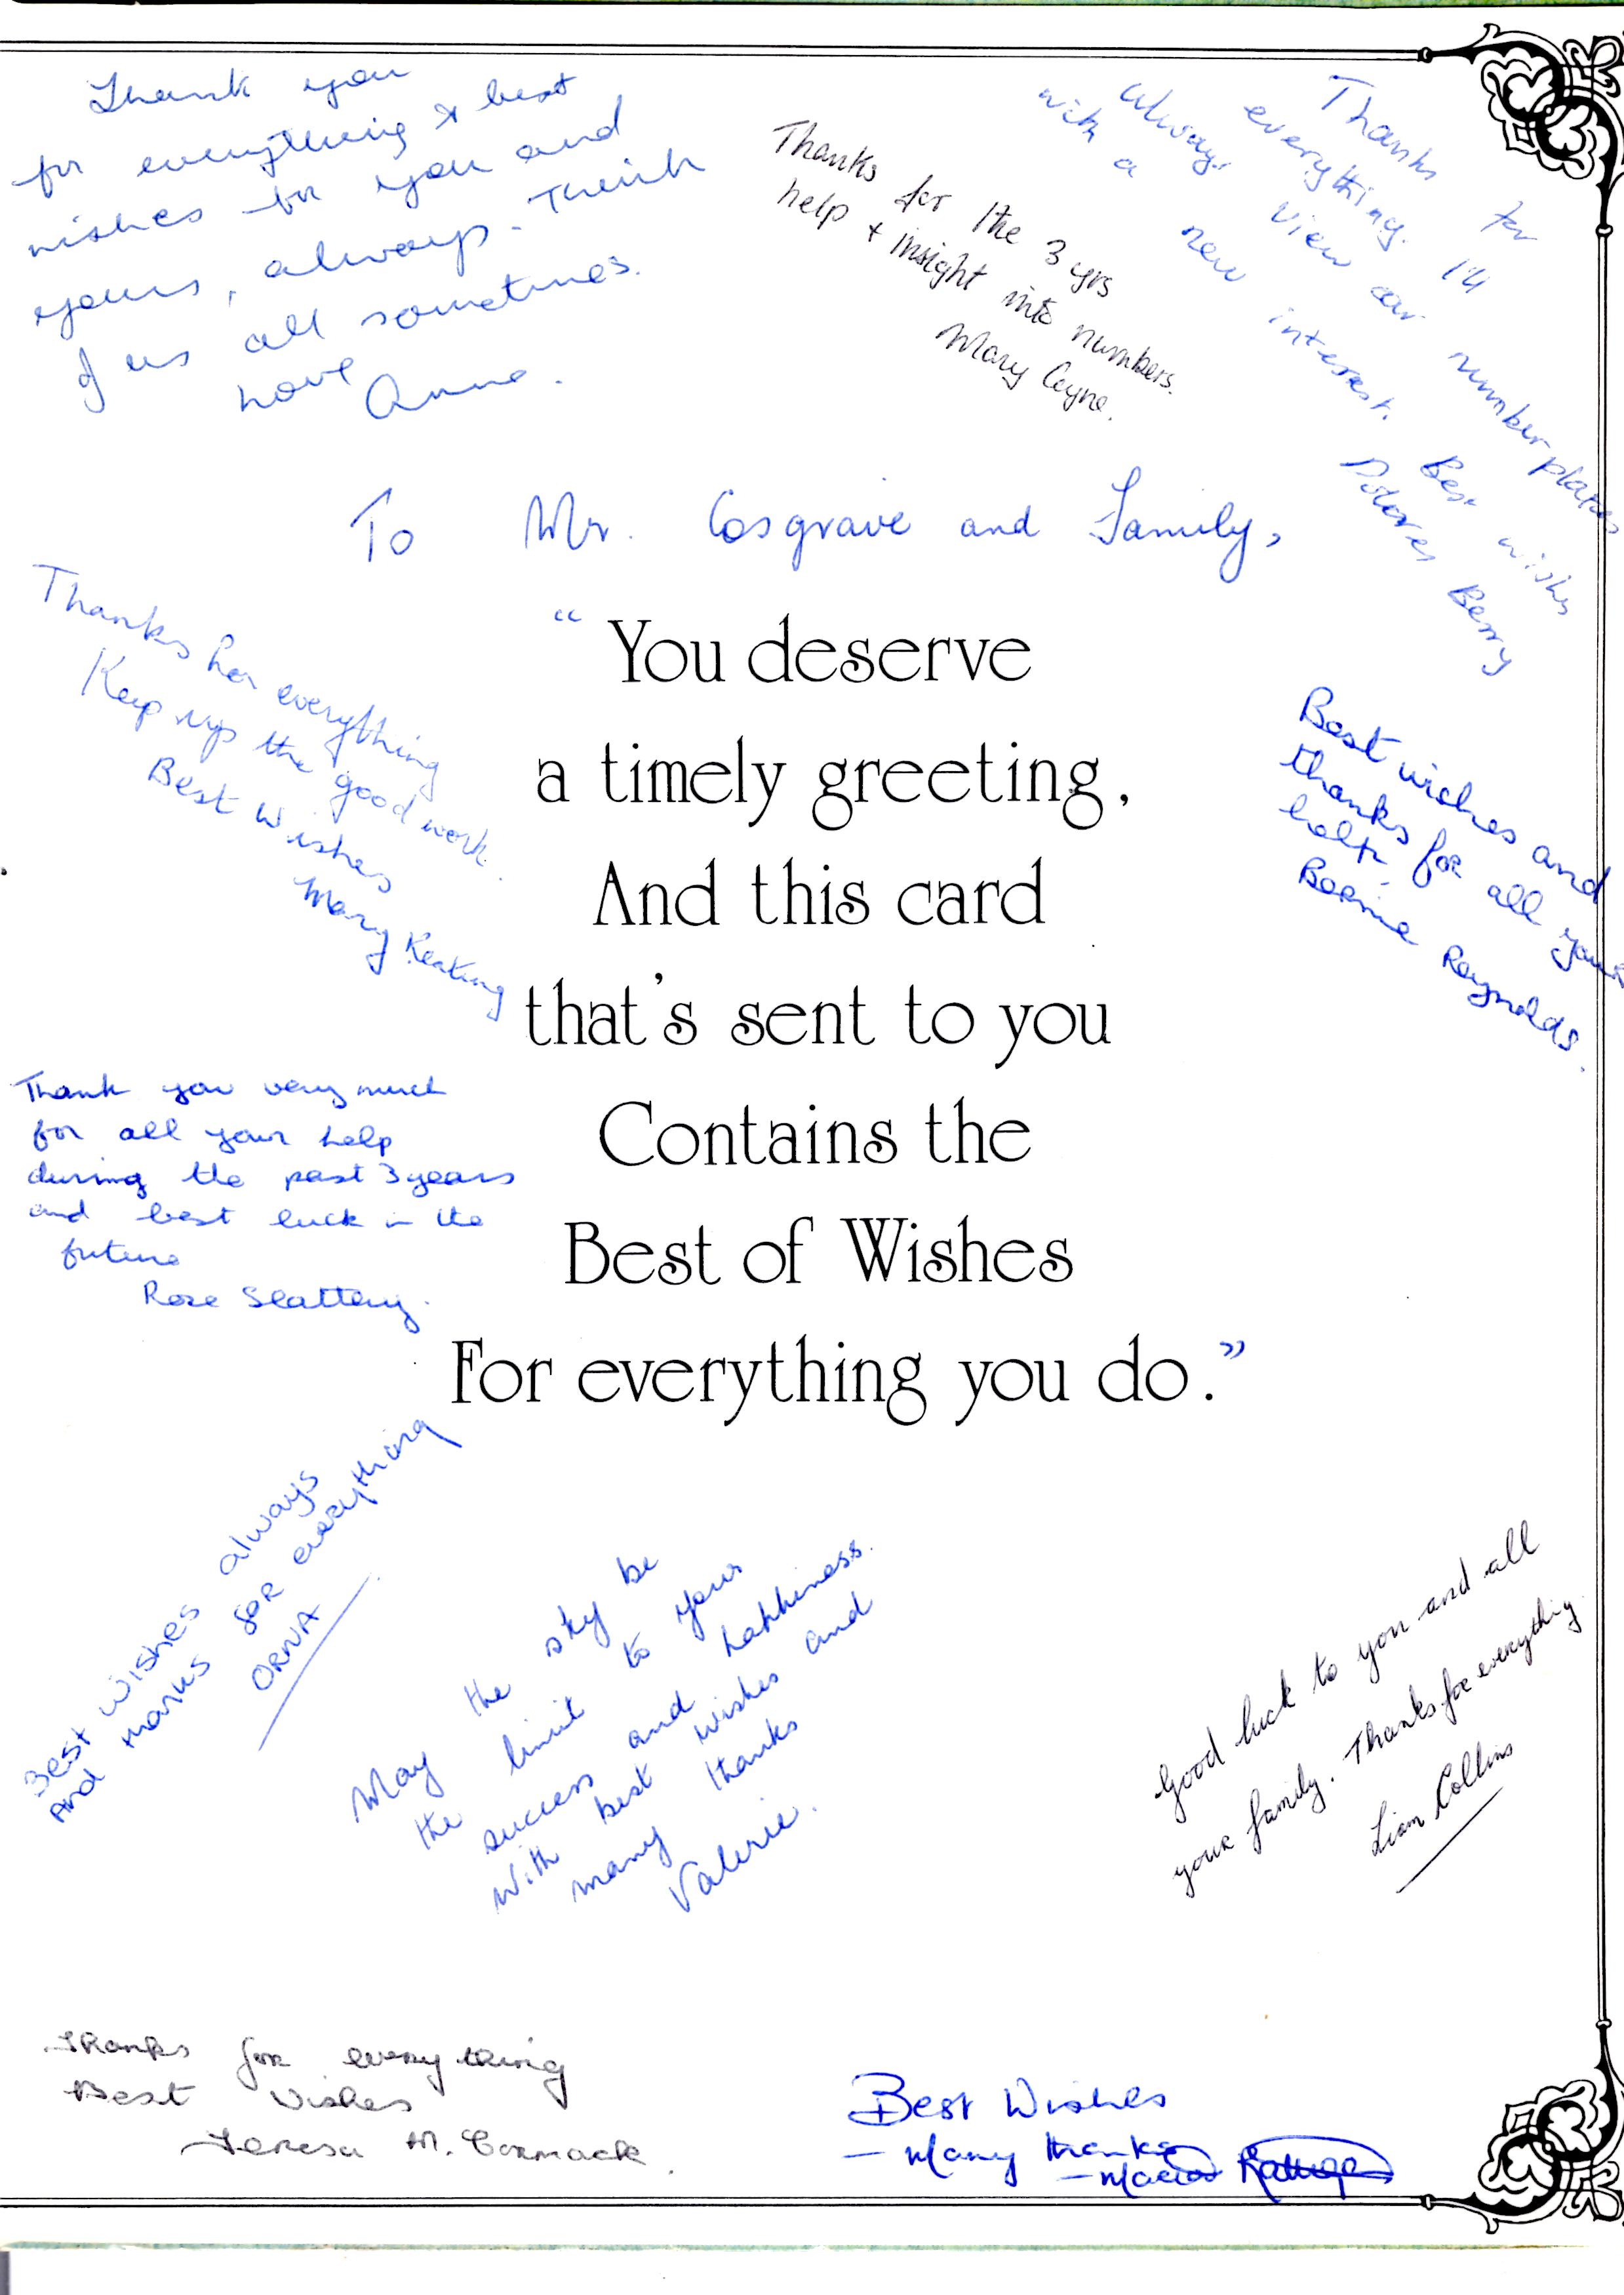 Thank you
for everything & best
wishes for you and
yours, always. Think
of us all sometimes.
Love
Anne.
Thanks for the 3 yrs
help + insight into numbers.
Mary Coyne.
Thanks for
everything. I'll
always view car number plates
with a new interest. Best wishes
Dolores Berry
To Mr. Cosgrave and Family,
Thanks for everything
Keep up the good work.
Best Wishes
Mary Keating
"You deserve
a timely greeting,
And this card
that's sent to you
Contains the
Best of Wishes
For everything you do."
Best wishes and
thanks for all your
help.
Bernie Reynolds.
Thank you very much
for all your help
during the past 3 years
and best luck in the
future
Rose Slattery.
Best wishes always
And thanks for everything
ORNA
May the sky be
the limit to your
success and happiness.
With best wishes and
many thanks
Valerie.
Good luck to you and all
your family. Thanks for everything
Liam Collins
Thanks for everything
Best Wishes
Teresa M. Cormack.
Best Wishes
- Many thanks